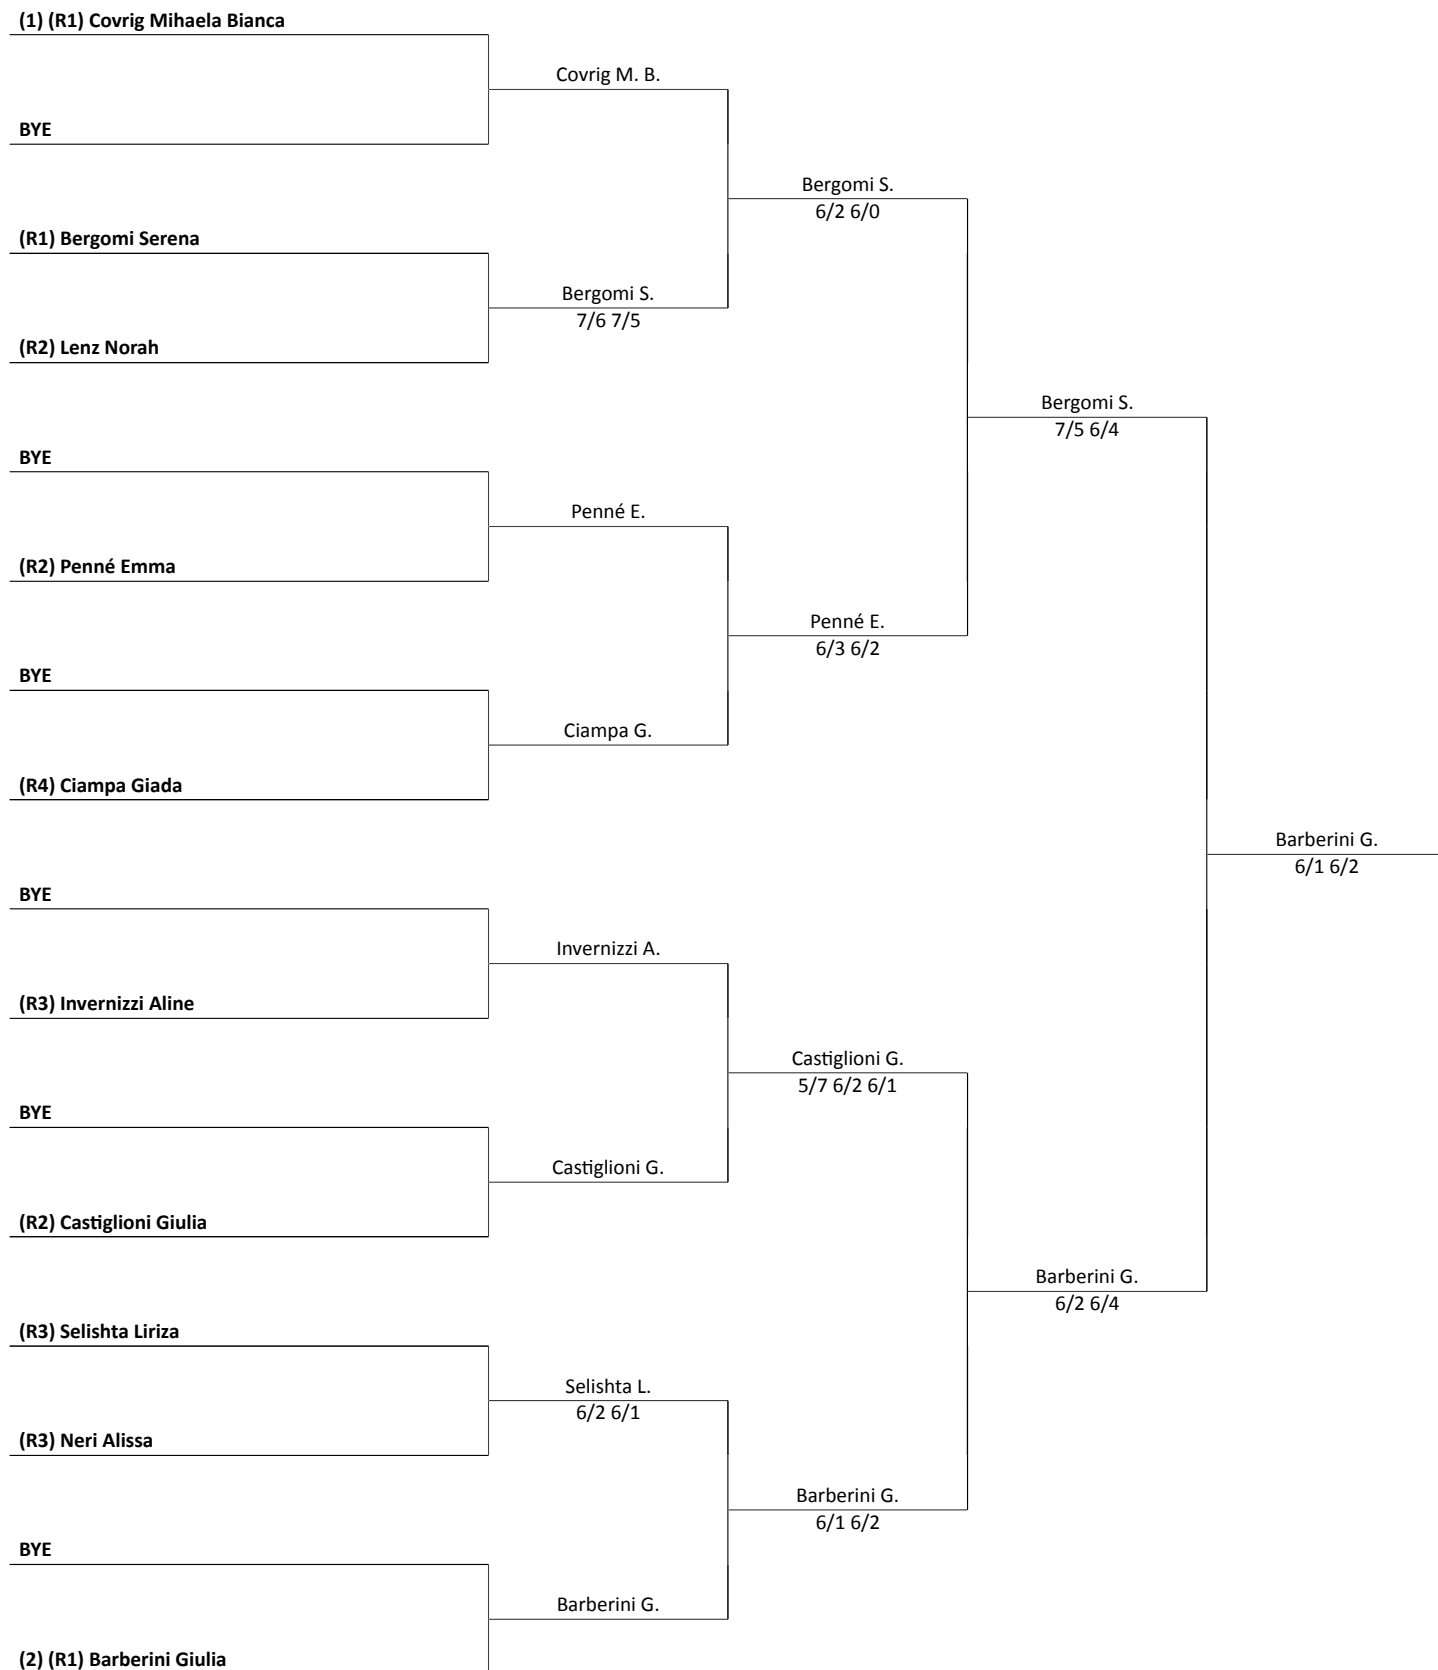 (1) (R1) Covrig Mihaela Bianca
Covrig M. B.
BYE
Bergomi S.
6/2 6/0
(R1) Bergomi Serena
Bergomi S.
7/6 7/5
(R2) Lenz Norah
Bergomi S.
7/5 6/4
BYE
Penné E.
(R2) Penné Emma
Penné E.
6/3 6/2
BYE
Ciampa G.
(R4) Ciampa Giada
Barberini G.
6/1 6/2
BYE
Invernizzi A.
(R3) Invernizzi Aline
Castiglioni G.
5/7 6/2 6/1
BYE
Castiglioni G.
(R2) Castiglioni Giulia
Barberini G.
6/2 6/4
(R3) Selishta Liriza
Selishta L.
6/2 6/1
(R3) Neri Alissa
Barberini G.
6/1 6/2
BYE
Barberini G.
(2) (R1) Barberini Giulia